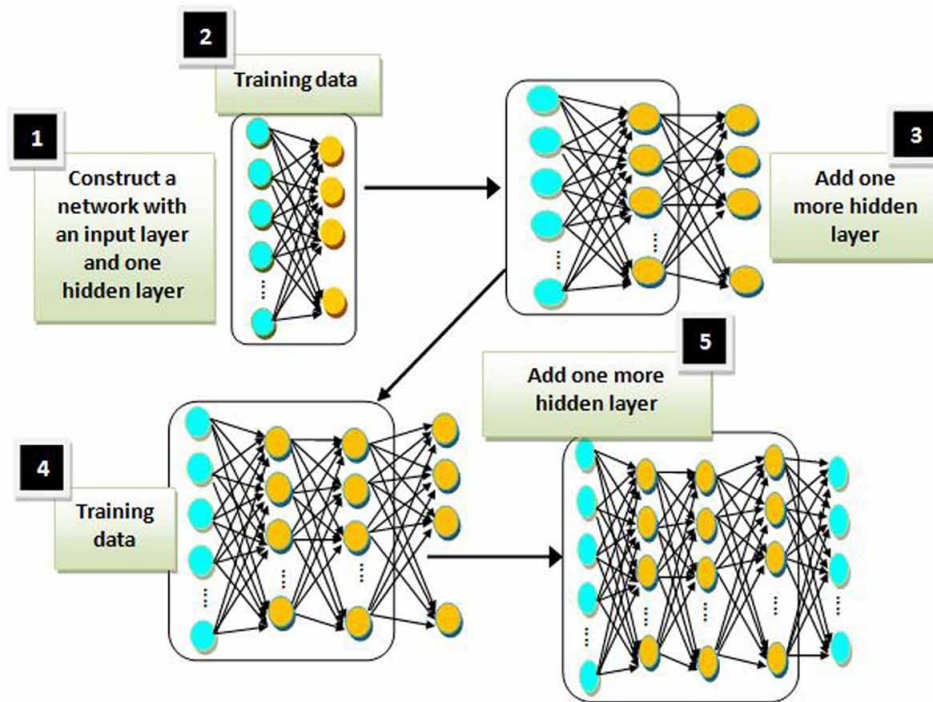 1
Construct a
network with
an input layer
and one
hidden layer
2
Training data
3
Add one
more hidden
layer
4
Training
data
5
Add one more
hidden layer